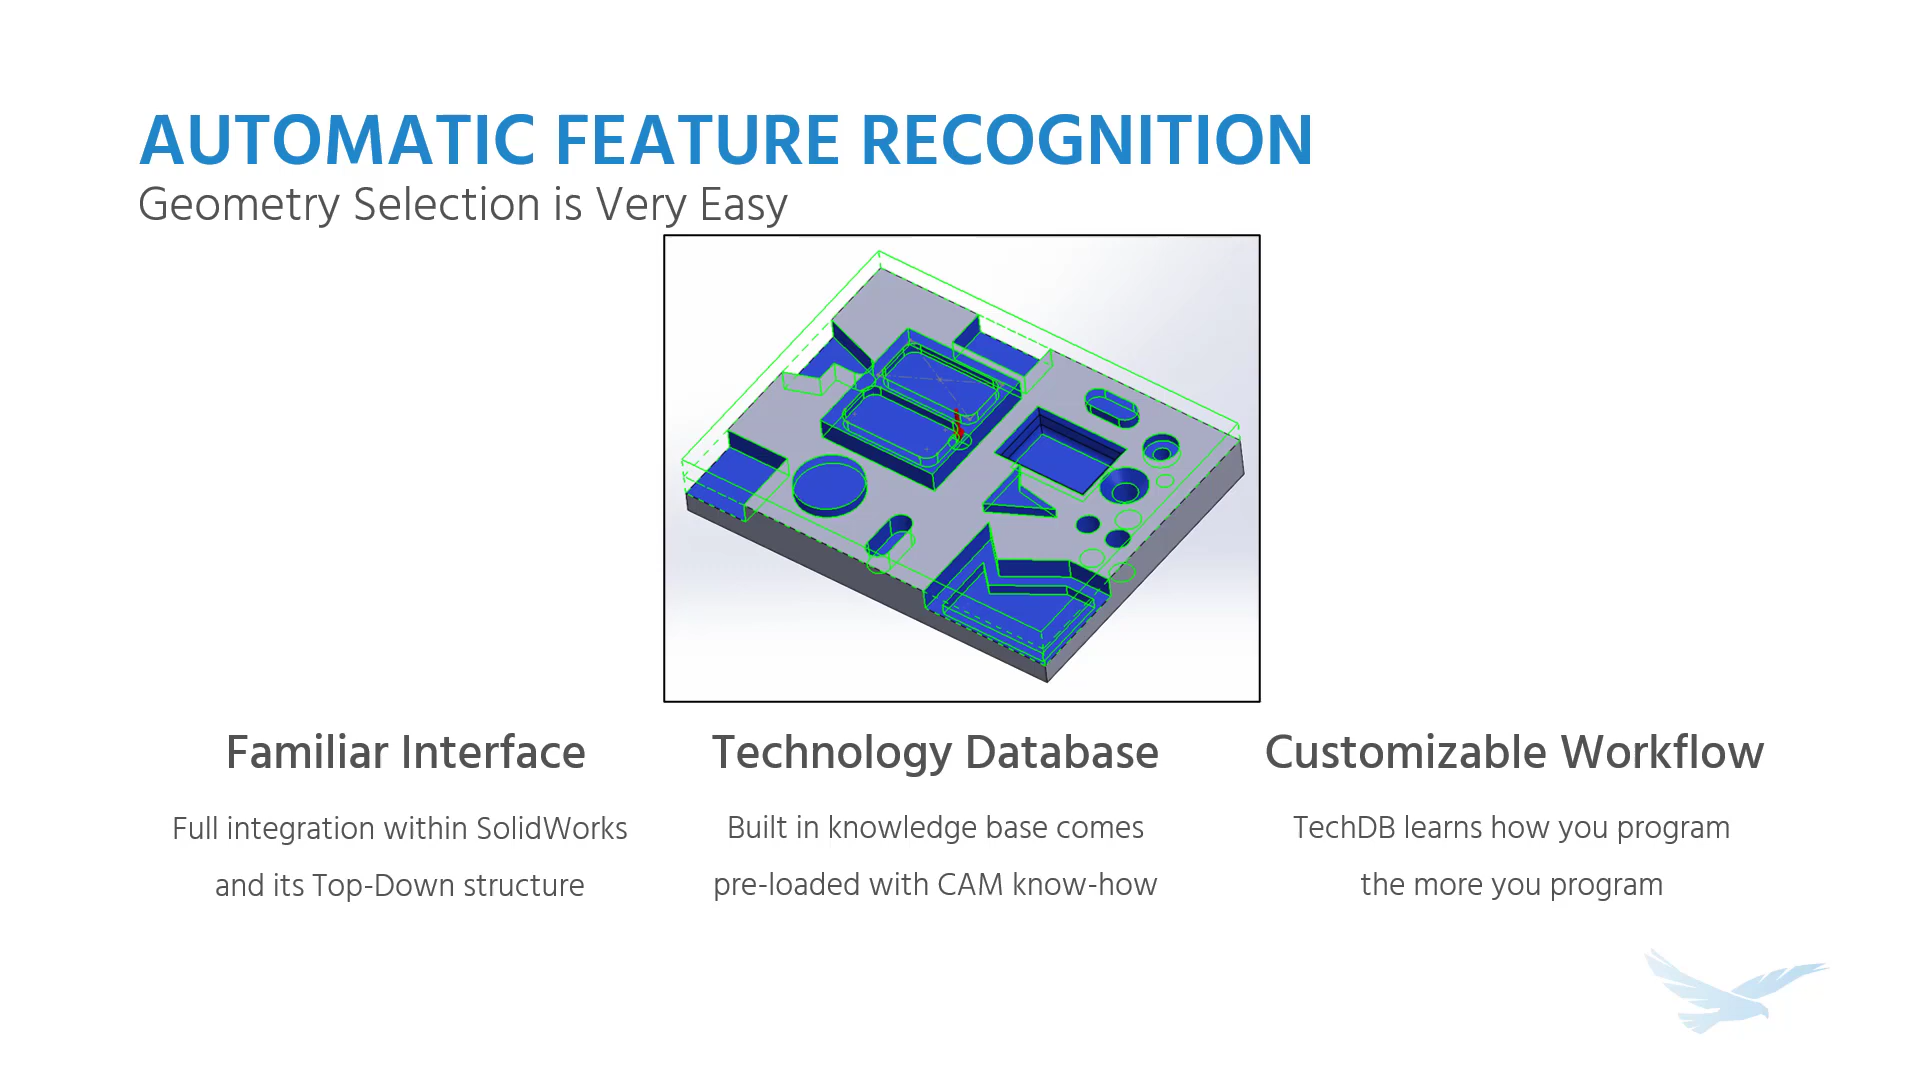 AUTOMATIC FEATURE RECOGNITION
Geometry Selection is Very Easy
Familiar Interface
Full integration within SolidWorks
and its Top-Down structure
Technology Database
Built in knowledge base comes
pre-loaded with CAM know-how
Customizable Workflow
TechDB learns how you program
the more you program